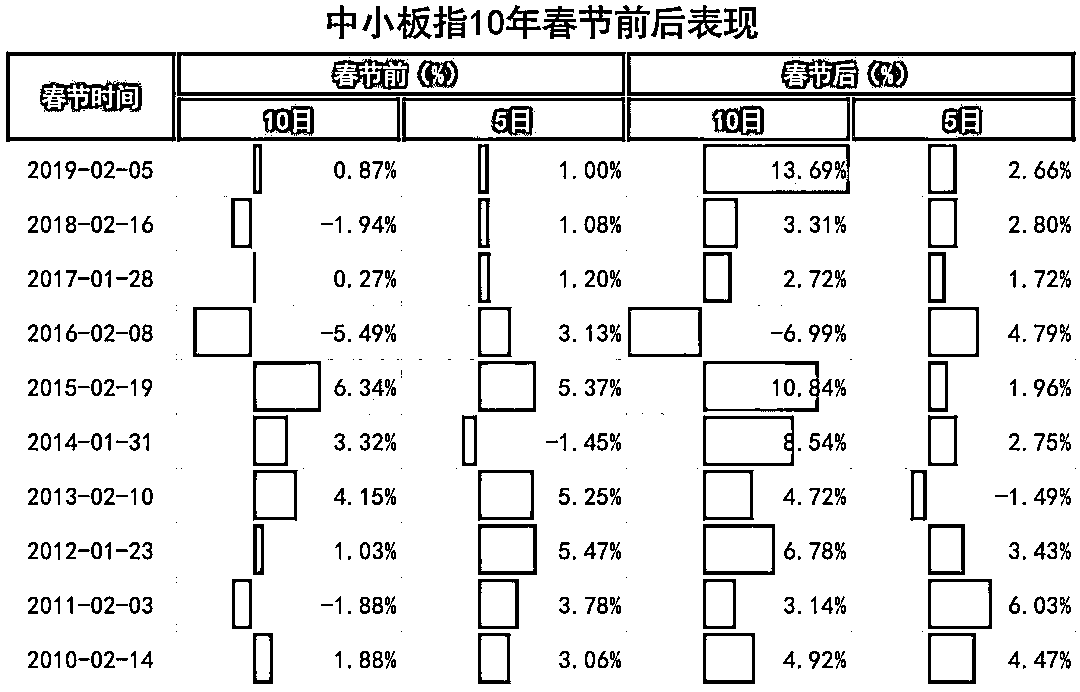 中小板指10年春节前后表现
春节时间 春节前（%） 春节后（%）
10日 5日 10日 5日
2019-02-05 0.87% 1.00% 13.69% 2.66%
2018-02-16 -1.94% 1.08% 3.31% 2.80%
2017-01-28 0.27% 1.20% 2.72% 1.72%
2016-02-08 -5.49% 3.13% -6.99% 4.79%
2015-02-19 6.34% 5.37% 10.84% 1.96%
2014-01-31 3.32% -1.45% 8.54% 2.75%
2013-02-10 4.15% 5.25% 4.72% -1.49%
2012-01-23 1.03% 5.47% 6.78% 3.43%
2011-02-03 -1.88% 3.78% 3.14% 6.03%
2010-02-14 1.88% 3.06% 4.92% 4.47%